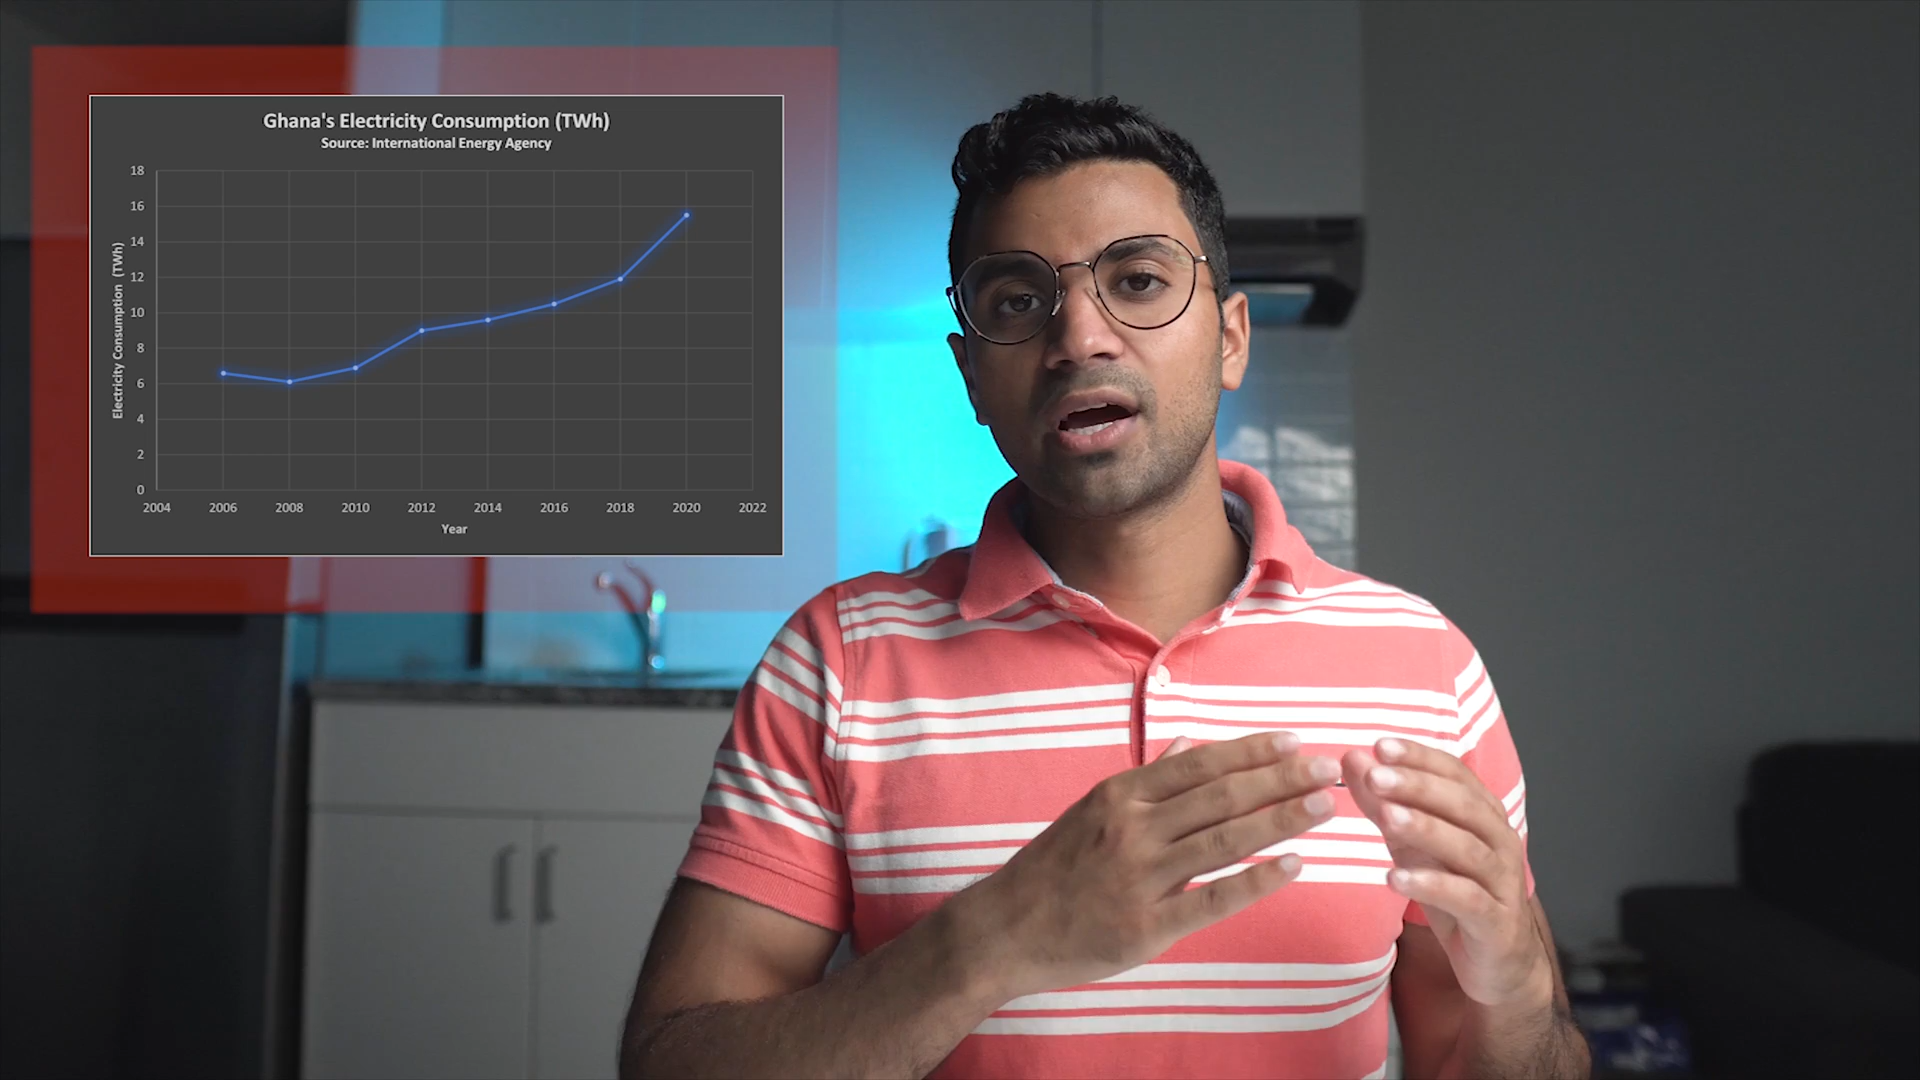 Ghana's Electricity Consumption (TWh)
Source: International Energy Agency
Electricity Consumption (TWh)
18
16
14
12
10
8
6
4
2
0
2004 2006 2008 2010 2012 2014 2016 2018 2020 2022
Year